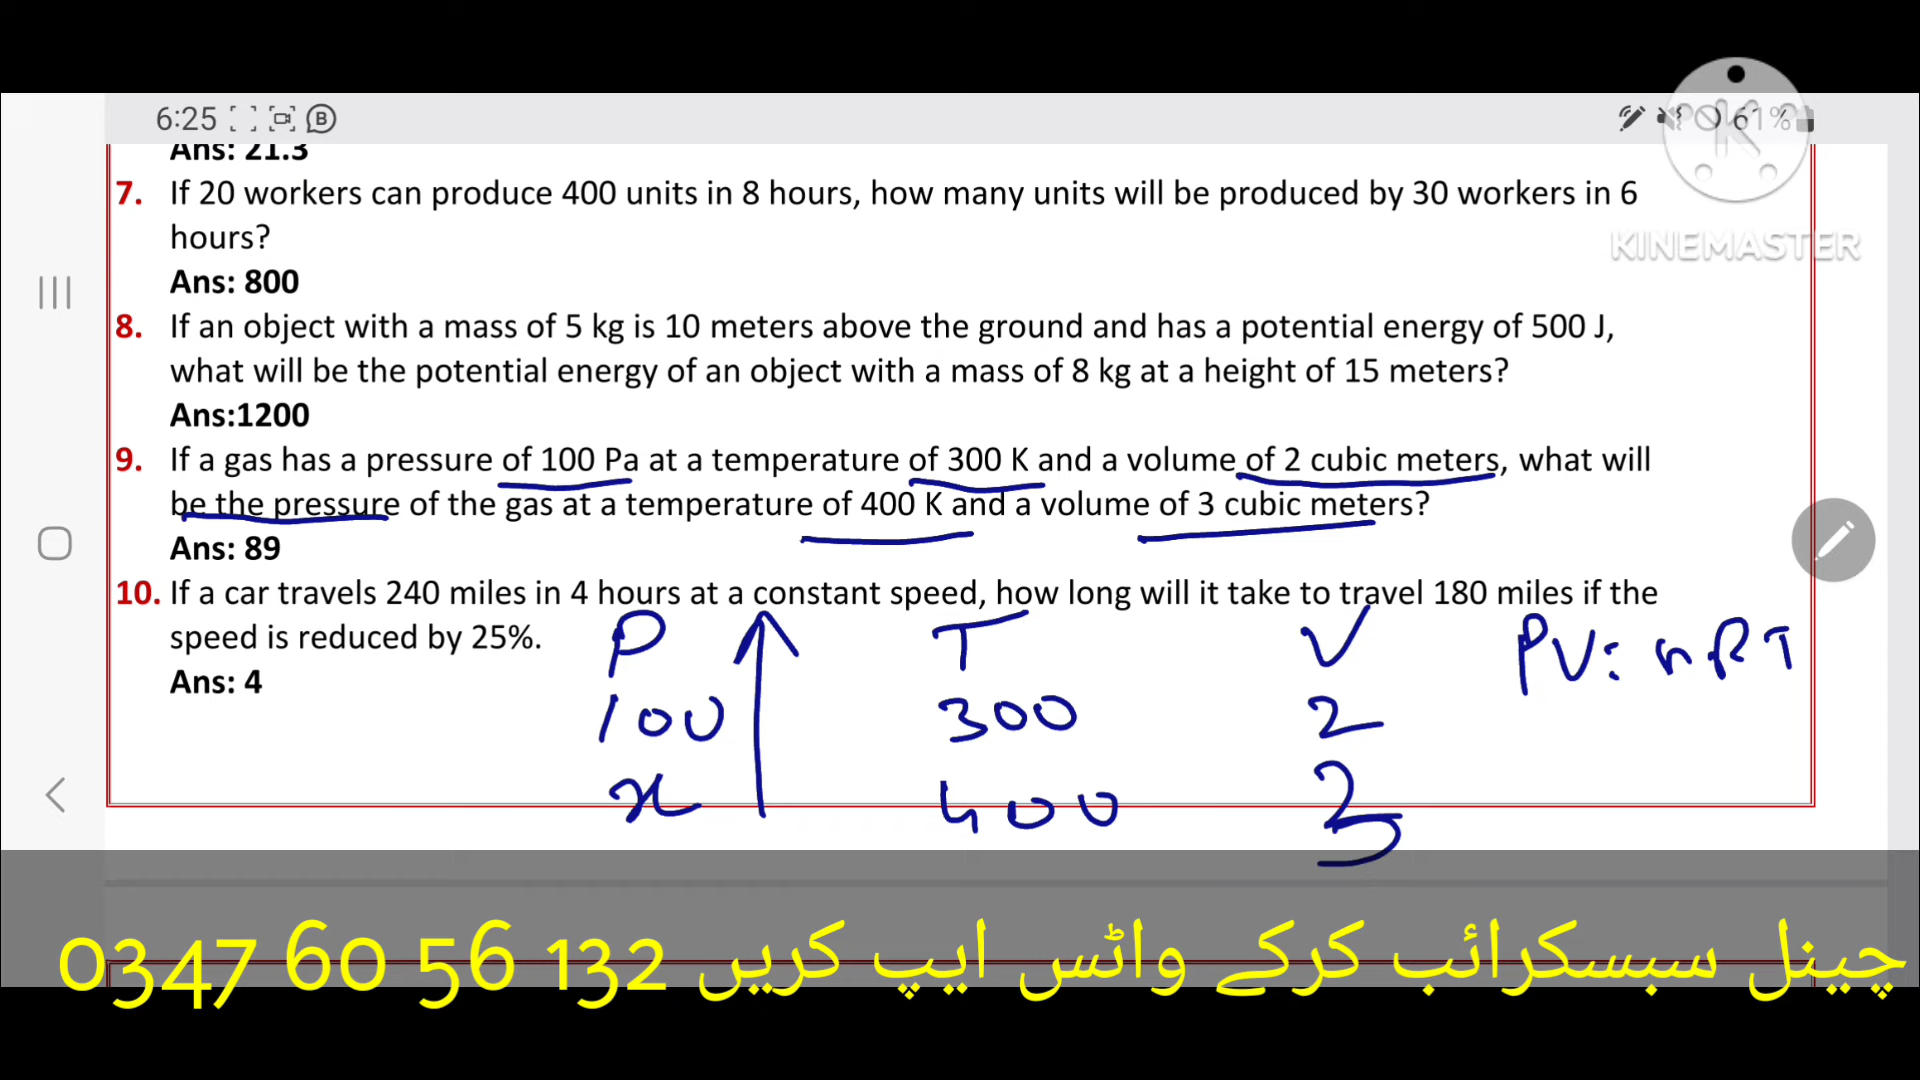 6:25
61%
KINEMASTER
Ans: 21.3
7. If 20 workers can produce 400 units in 8 hours, how many units will be produced by 30 workers in 6
hours?
Ans: 800
8. If an object with a mass of 5 kg is 10 meters above the ground and has a potential energy of 500 J,
what will be the potential energy of an object with a mass of 8 kg at a height of 15 meters?
Ans:1200
9. If a gas has a pressure of 100 Pa at a temperature of 300 K and a volume of 2 cubic meters, what will
be the pressure of the gas at a temperature of 400 K and a volume of 3 cubic meters?
Ans: 89
10. If a car travels 240 miles in 4 hours at a constant speed, how long will it take to travel 180 miles if the
speed is reduced by 25%.
Ans: 4
P T V PV= nRT
100 300 2
x 400 3
چینل سبسکرائب کرکے واٹس ایپ کریں 0347 60 56 132